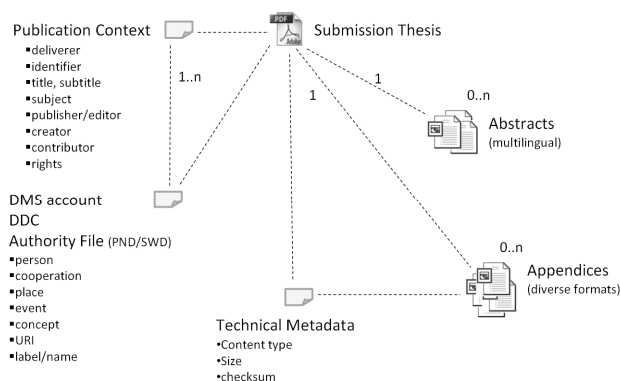 Publication Context
▪deliverer
▪identifier
▪title, subtitle
▪subject
▪publisher/editor
▪creator
▪contributor
▪rights
PDF
Adobe
Submission Thesis
1..n
1
1
0..n
Abstracts
(multilingual)
DMS account
DDC
Authority File (PND/SWD)
▪person
▪cooperation
▪place
▪event
▪concept
▪URI
▪label/name
0..n
Appendices
(diverse formats)
Technical Metadata
•Content type
•Size
•checksum